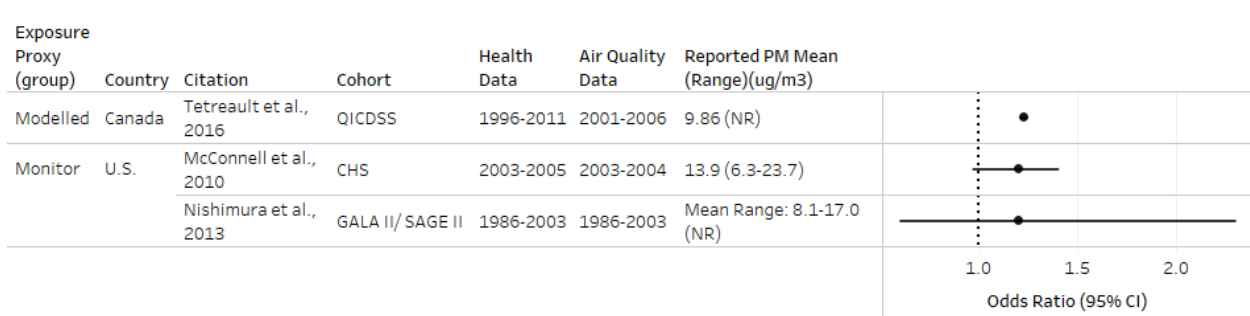 Exposure
Proxy
(group)
Country
Citation
Cohort
Health
Data
Air Quality
Data
Reported PM Mean
(Range)(ug/m3)
Modelled
Canada
Tetreault et al.,
2016
QICDSS
1996-2011
2001-2006
9.86 (NR)
Monitor
U.S.
McConnell et al.,
2010
CHS
2003-2005
2003-2004
13.9 (6.3-23.7)
Nishimura et al.,
2013
GALA II/ SAGE II
1986-2003
1986-2003
Mean Range: 8.1-17.0
(NR)
1.0
1.5
2.0
Odds Ratio (95% CI)